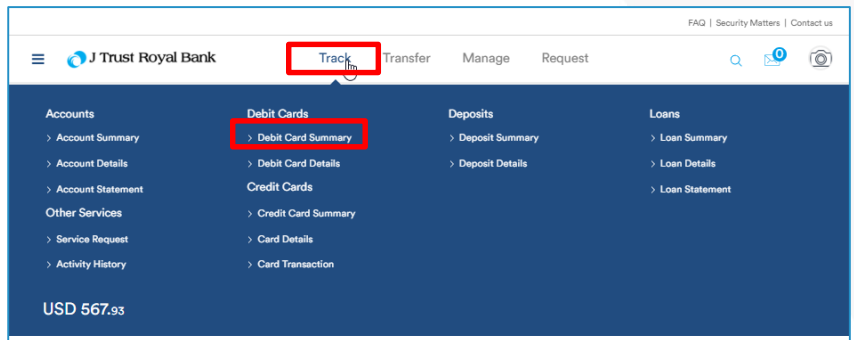 FAQ | Security Matters | Contact us
J Trust Royal Bank
Track
Transfer
Manage
Request
0
Accounts
> Account Summary
> Account Details
> Account Statement
Other Services
> Service Request
> Activity History
Debit Cards
> Debit Card Summary
> Debit Card Details
Credit Cards
> Credit Card Summary
> Card Details
> Card Transaction
Deposits
> Deposit Summary
> Deposit Details
Loans
> Loan Summary
> Loan Details
> Loan Statement
USD 567.93